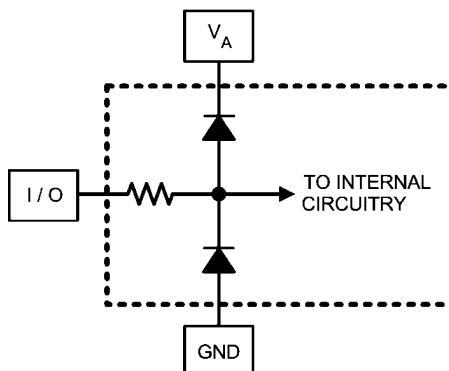 V_A
I / O
TO INTERNAL
CIRCUITRY
GND